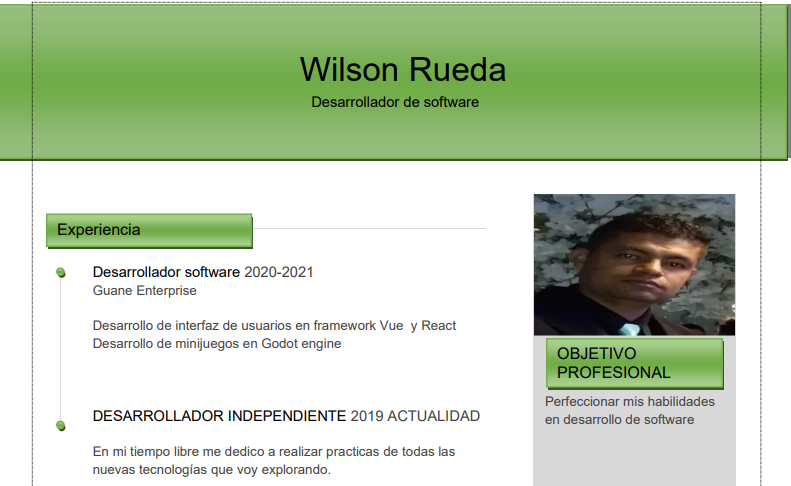 Wilson Rueda
Desarrollador de software
Experiencia
Desarrollador software 2020-2021
Guane Enterprise
Desarrollo de interfaz de usuarios en framework Vue  y React
Desarrollo de minijuegos en Godot engine
DESARROLLADOR INDEPENDIENTE 2019 ACTUALIDAD
En mi tiempo libre me dedico a realizar practicas de todas las
nuevas tecnologías que voy explorando.
OBJETIVO
PROFESIONAL
Perfeccionar mis habilidades
en desarrollo de software